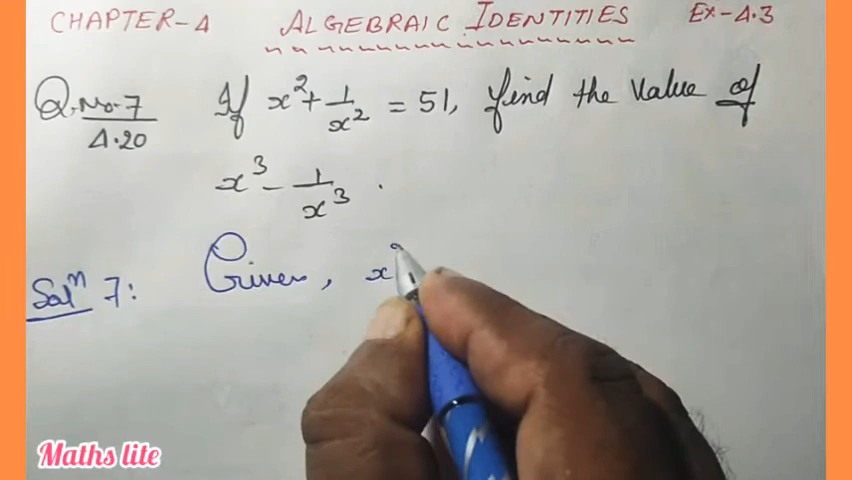 CHAPTER-4 ALGEBRAIC IDENTITIES Ex-4.3
Q.No.7 If x² + 1/x² = 51, find the value of
4.20
x³ - 1/x³ .
Solⁿ 7: Given, x
Maths lite